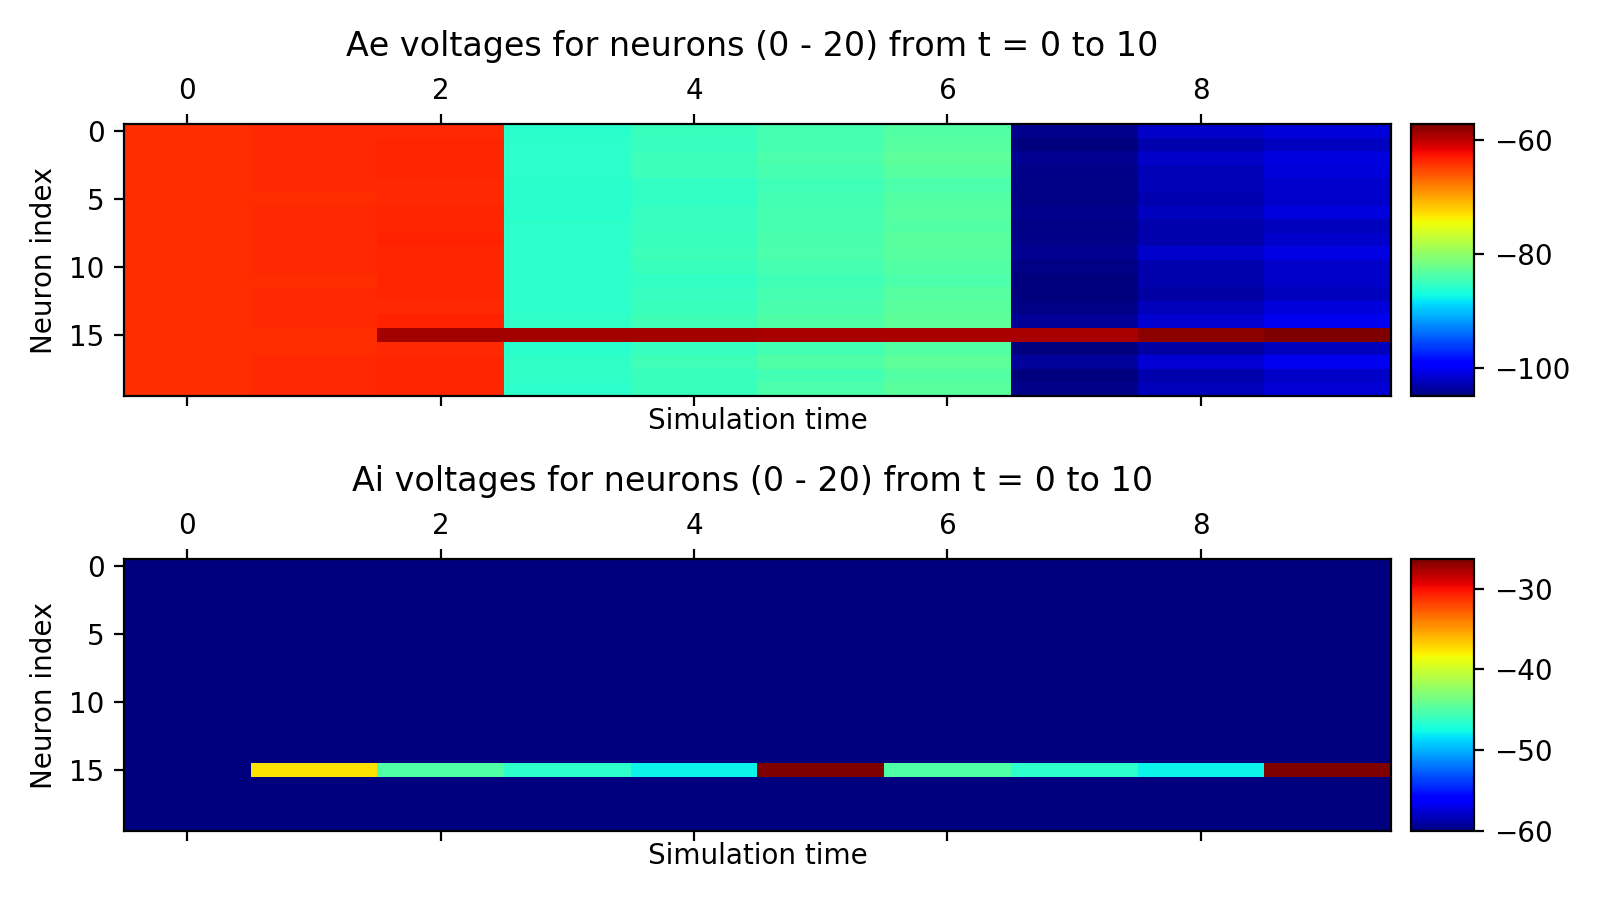 Ae voltages for neurons (0 - 20) from t = 0 to 10
0 2 4 6 8
0
5
10
15
Neuron index
−60
−80
−100
Simulation time
Ai voltages for neurons (0 - 20) from t = 0 to 10
0 2 4 6 8
0
5
10
15
Neuron index
−30
−40
−50
−60
Simulation time